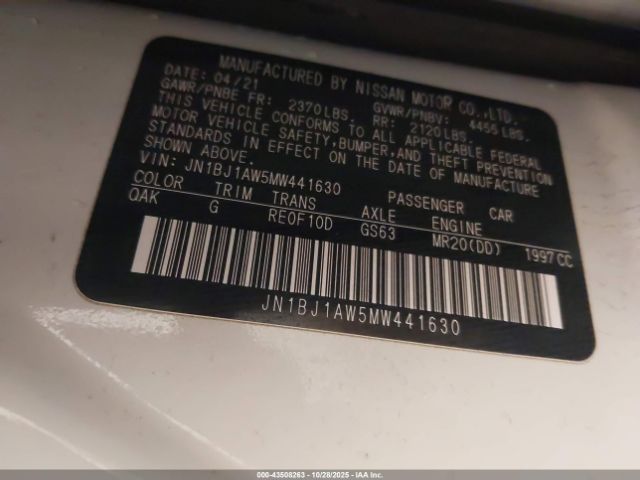 MANUFACTURED BY NISSAN MOTOR CO.,LTD.
DATE: 04/21
GAWR/PNBE FR: 2370LBS. GVWR/PNBV: 4455LBS.
RR: 2120LBS
THIS VEHICLE CONFORMS TO ALL APPLICABLE FEDERAL
MOTOR VEHICLE SAFETY,BUMPER,AND THEFT PREVENTION
STANDARDS IN EFFECT ON THE DATE OF MANUFACTURE
SHOWN ABOVE.
VIN: JN1BJ1AW5MW441630 PASSENGER CAR
COLOR TRIM TRANS AXLE ENGINE
QAK G RE0F10D GS63 MR20(DD) 1997CC
JN1BJ1AW5MW441630
000-43508263 | 10/28/2025 | IAA Inc.